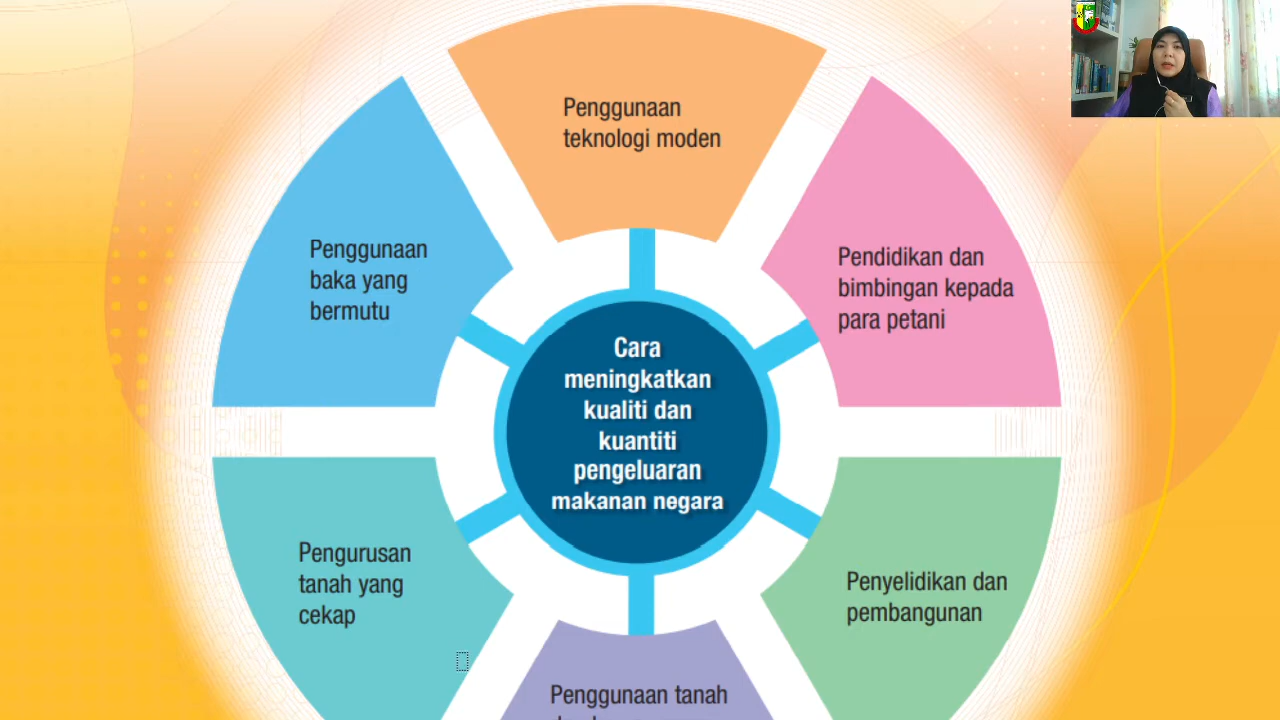 Penggunaan
teknologi moden
Pendidikan dan
bimbingan kepada
para petani
Penyelidikan dan
pembangunan
Penggunaan tanah
Pengurusan
tanah yang
cekap
Penggunaan
baka yang
bermutu
Cara
meningkatkan
kualiti dan
kuantiti
pengeluaran
makanan negara